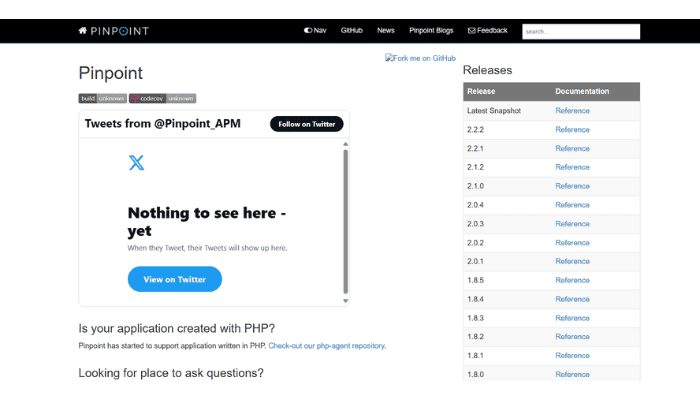 PINPOINT
Nav GitHub News Pinpoint Blogs Feedback search...
Fork me on GitHub
Pinpoint
build unknown codecov unknown
Tweets from @Pinpoint_APM Follow on Twitter
Nothing to see here -
yet
When they Tweet, their Tweets will show up here.
View on Twitter
Is your application created with PHP?
Pinpoint has started to support application written in PHP. Check-out our php-agent repository.
Looking for place to ask questions?
Releases
Release Documentation
Latest Snapshot Reference
2.2.2 Reference
2.2.1 Reference
2.1.2 Reference
2.1.0 Reference
2.0.4 Reference
2.0.3 Reference
2.0.2 Reference
2.0.1 Reference
1.8.5 Reference
1.8.4 Reference
1.8.3 Reference
1.8.2 Reference
1.8.1 Reference
1.8.0 Reference